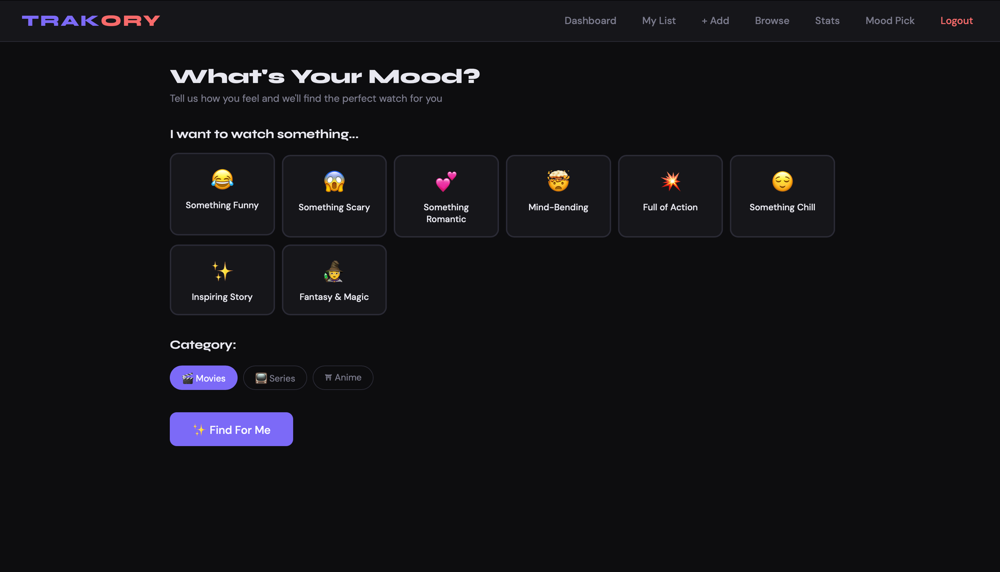 TRAKORY
Dashboard
My List
+ Add
Browse
Stats
Mood Pick
Logout
What's Your Mood?
Tell us how you feel and we'll find the perfect watch for you
I want to watch something...
Something Funny
Something Scary
Something
Romantic
Mind-Bending
Full of Action
Something Chill
Inspiring Story
Fantasy & Magic
Category:
Movies
Series
Anime
Find For Me